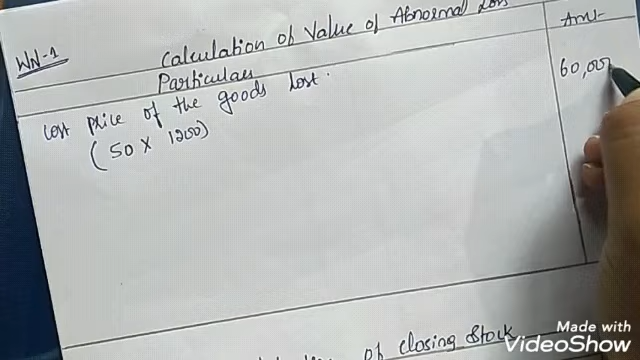 WN-1
Calculation of Value of Abnormal Loss
Particulars
Amt
Cost price of the goods lost.
(50 x 1200)
60,000
of closing Stock
Made with
VideoShow